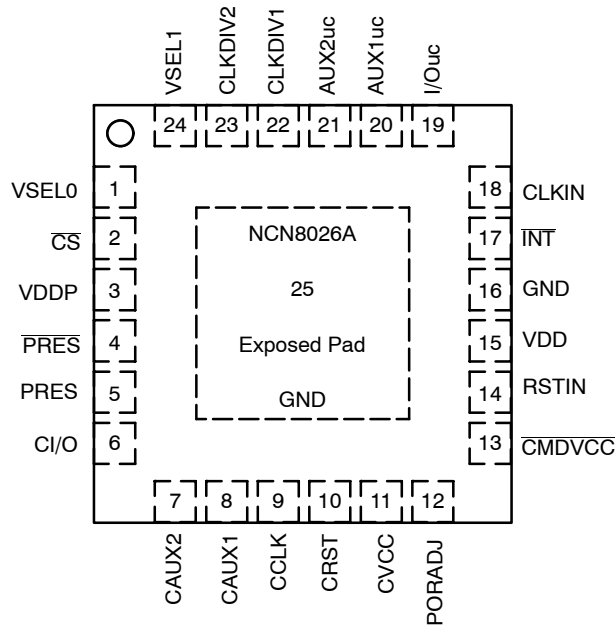 VSEL1
CLKDIV2
CLKDIV1
AUX2uc
AUX1uc
I/Ouc
24
23
22
21
20
19
VSEL0
1
18
CLKIN
CS
2
NCN8026A
17
INT
VDDP
3
25
16
GND
PRES
4
Exposed Pad
15
VDD
PRES
5
GND
14
RSTIN
CI/O
6
13
CMDVCC
7
8
9
10
11
12
CAUX2
CAUX1
CCLK
CRST
CVCC
PORADJ